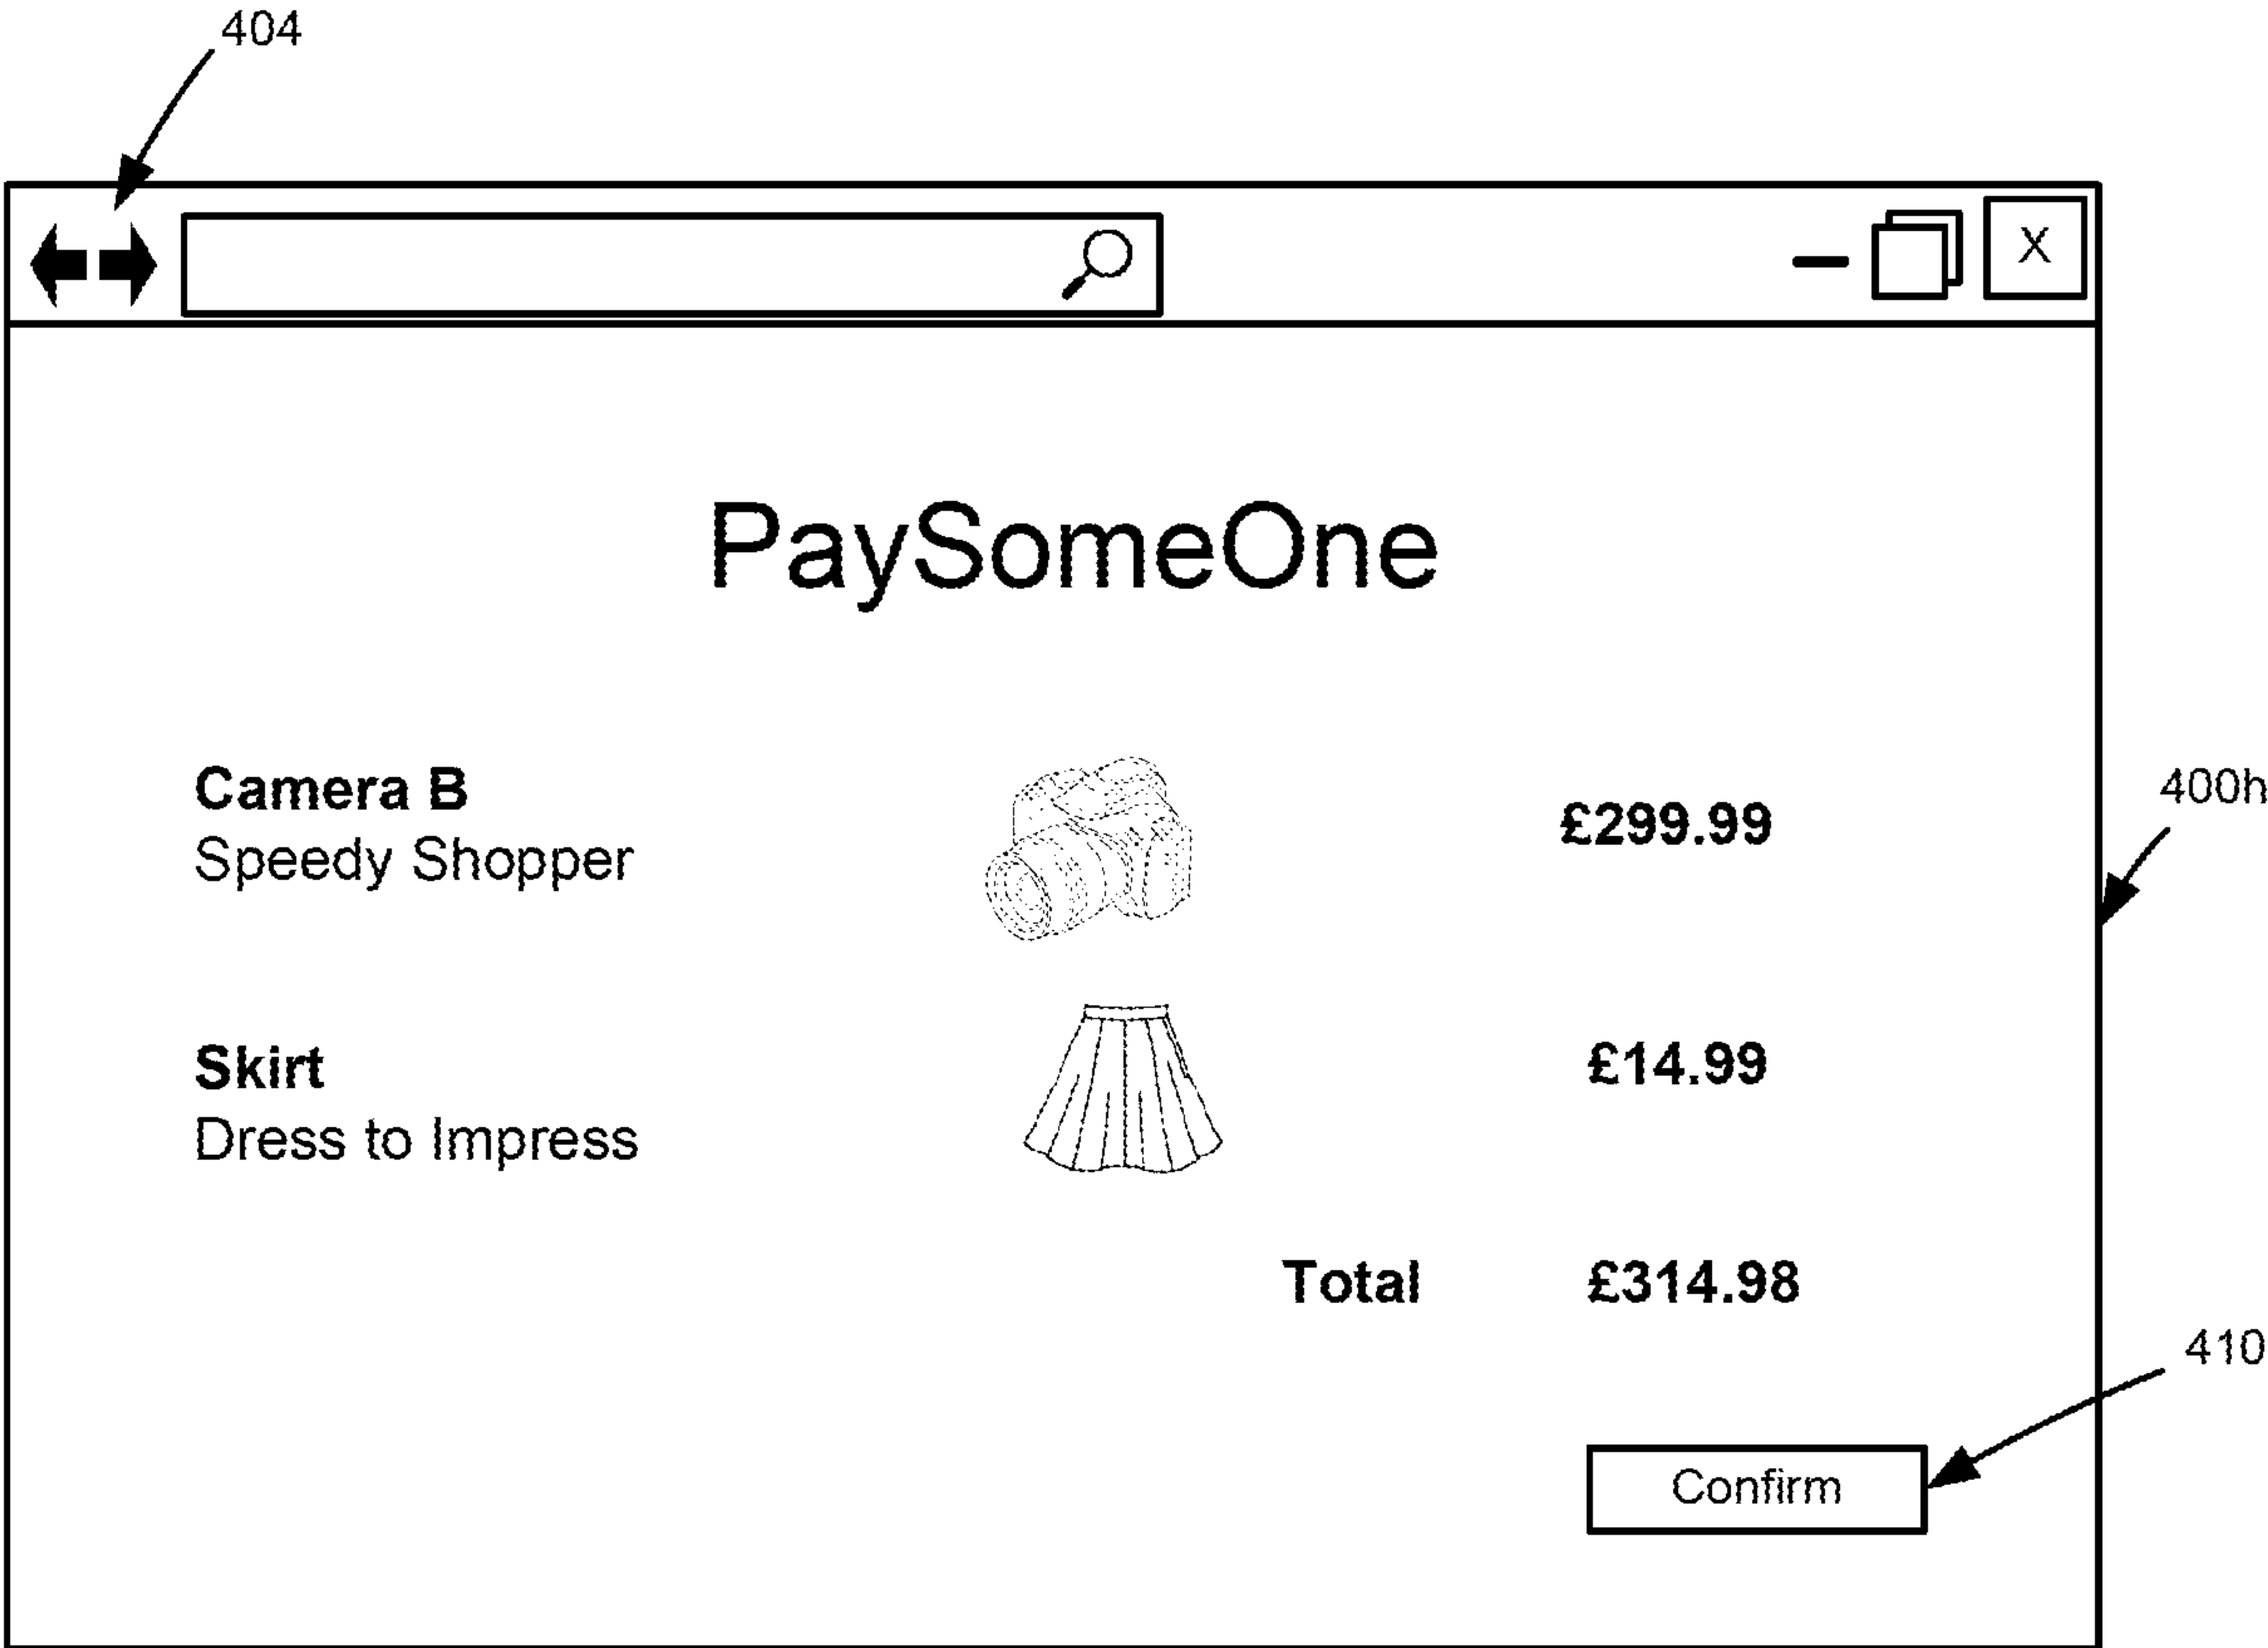 404
X
PaySomeOne
Camera B
Speedy Shopper
£299.99
400h
Skirt
Dress to Impress
£14.99
Total £314.98
410
Confirm